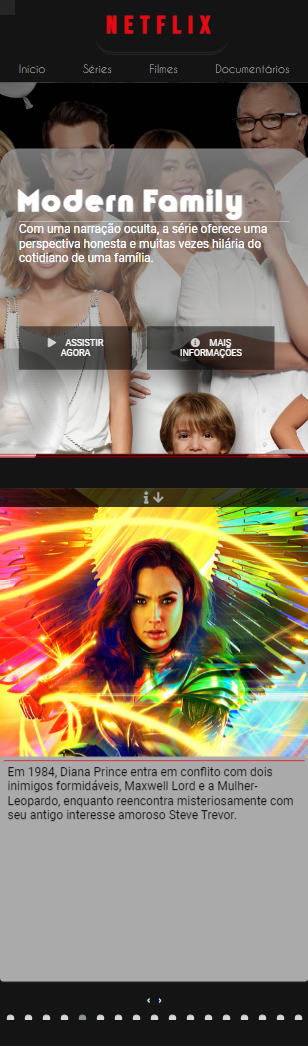 NETFLIX
Início Séries Filmes Documentários
Modern Family
Com uma narração oculta, a série oferece uma
perspectiva honesta e muitas vezes hilária do
cotidiano de uma família.
ASSISTIR
AGORA
MAIS
INFORMAÇÕES
Em 1984, Diana Prince entra em conflito com dois
inimigos formidáveis, Maxwell Lord e a Mulher-
Leopardo, enquanto reencontra misteriosamente com
seu antigo interesse amoroso Steve Trevor.